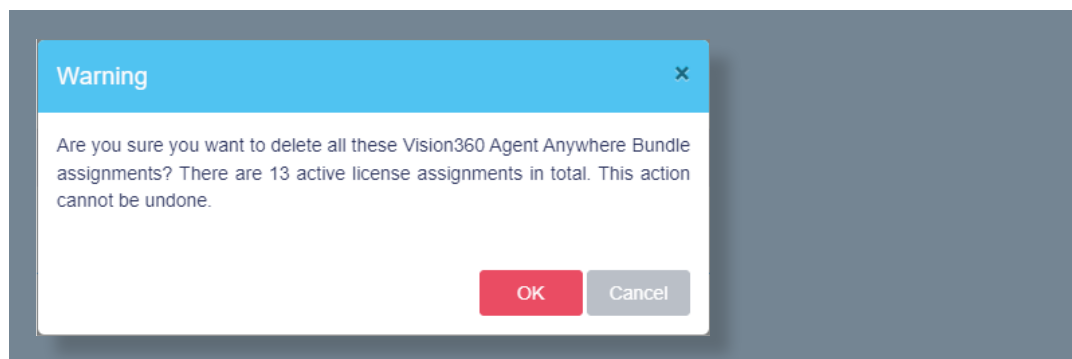 Warning
×
Are you sure you want to delete all these Vision360 Agent Anywhere Bundle
assignments? There are 13 active license assignments in total. This action
cannot be undone.
OK
Cancel